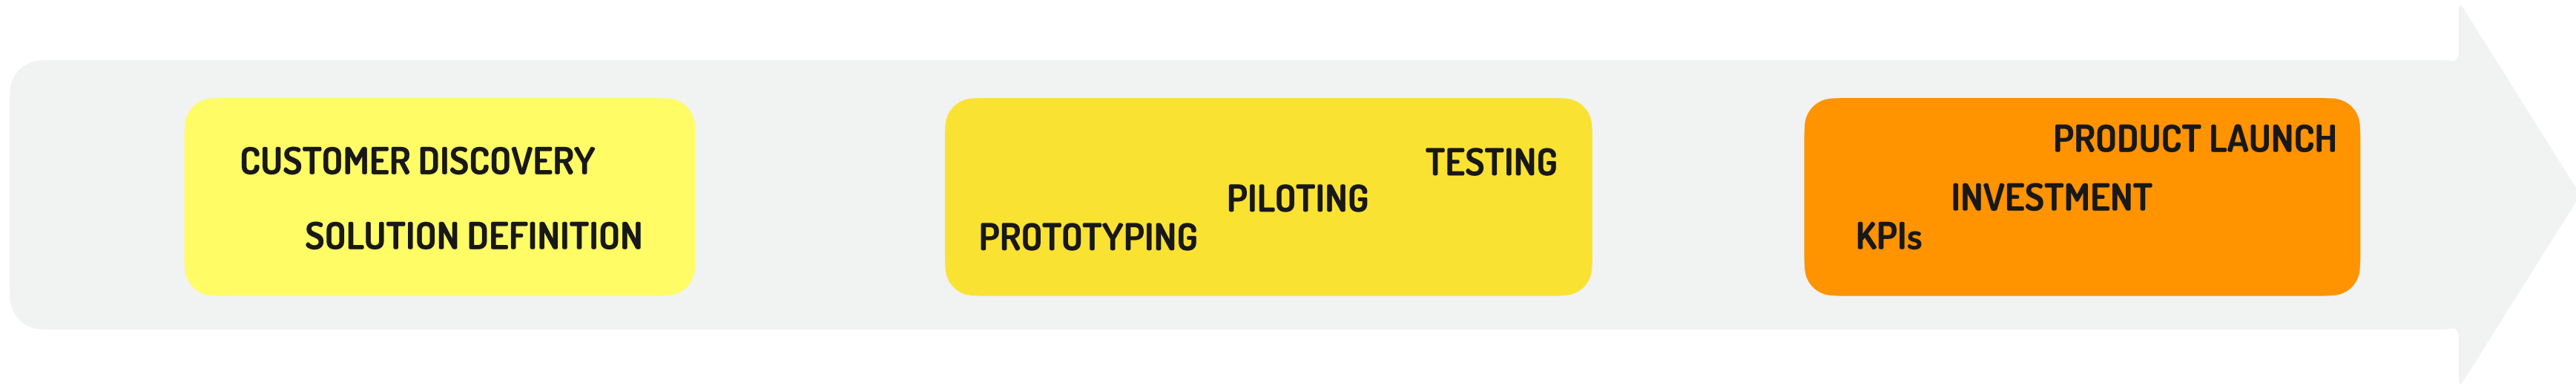 CUSTOMER DISCOVERY
SOLUTION DEFINITION
PROTOTYPING
PILOTING
TESTING
KPIs
INVESTMENT
PRODUCT LAUNCH